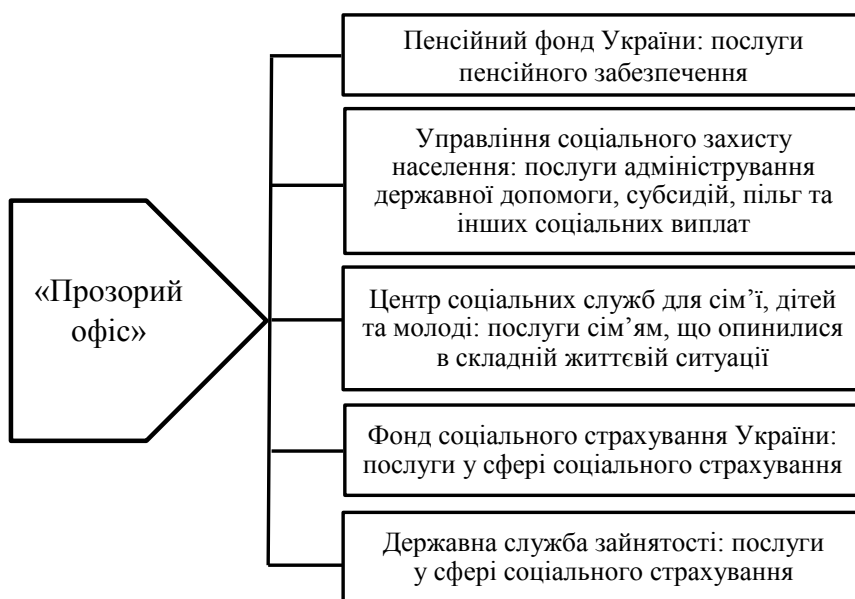 «Прозорий
офіс»
Пенсійний фонд України: послуги
пенсійного забезпечення
Управління соціального захисту
населення: послуги адміністрування
державної допомоги, субсидій, пільг та
інших соціальних виплат
Центр соціальних служб для сім’ї, дітей
та молоді: послуги сім’ям, що опинилися
в складній життєвій ситуації
Фонд соціального страхування України:
послуги у сфері соціального страхування
Державна служба зайнятості: послуги
у сфері соціального страхування